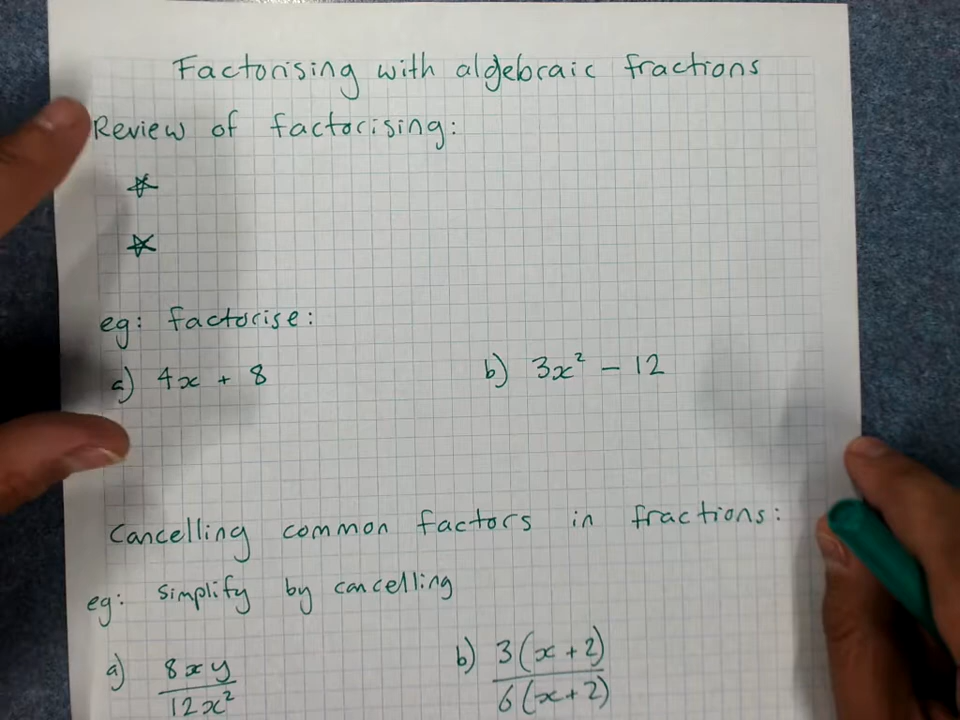 Factorising with algebraic fractions
Review of factorising:
*
*
eg: factorise:
a) 4x + 8 b) 3x² - 12
Cancelling common factors in fractions:
eg: simplify by cancelling
a) 8xy/12x² b) 3(x+2)/6(x+2)